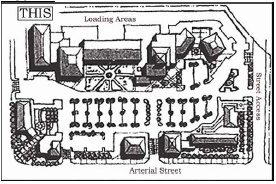 THIS
Loading Areas
Street Access
Arterial Street